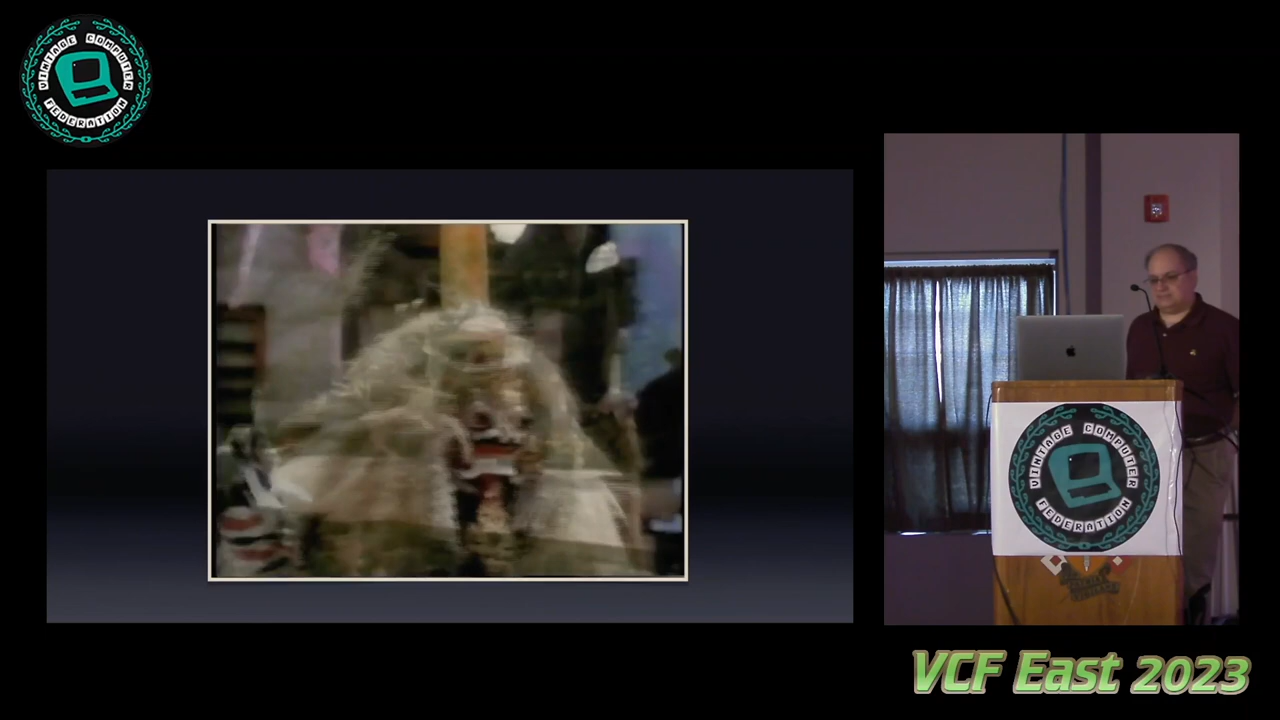 VINTAGE COMPUTER
FEDERATION
VINTAGE COMPUTER
FEDERATION
VCF East 2023